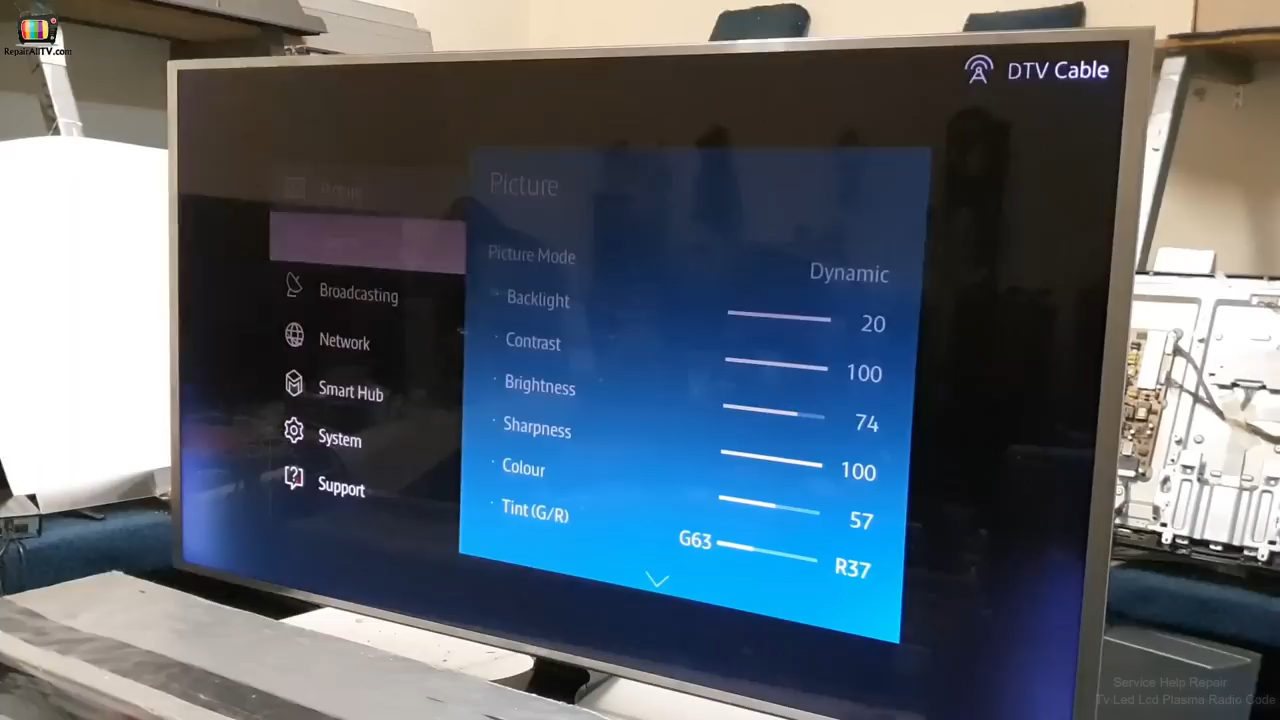 RepairAllTV.com
DTV Cable
Picture
Picture
Picture Mode Dynamic
Backlight 20
Contrast 100
Brightness 74
Sharpness 100
Colour 57
Tint (G/R) G63 R37
Broadcasting
Network
Smart Hub
System
Support
Service Help Repair
Tv Led Lcd Plasma Radio Code